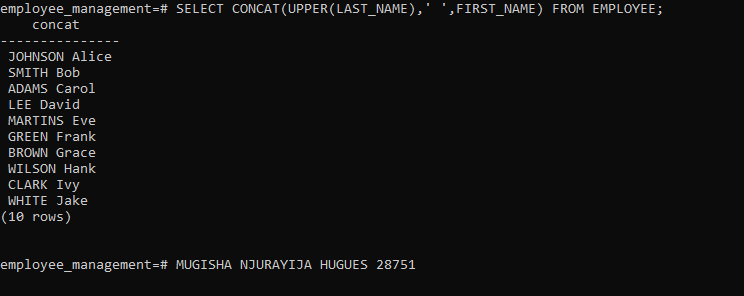 employee_management=# SELECT CONCAT(UPPER(LAST_NAME),' ',FIRST_NAME) FROM EMPLOYEE;
concat
---------------
JOHNSON Alice
SMITH Bob
ADAMS Carol
LEE David
MARTINS Eve
GREEN Frank
BROWN Grace
WILSON Hank
CLARK Ivy
WHITE Jake
(10 rows)
employee_management=# MUGISHA NJURAYIJA HUGUES 28751